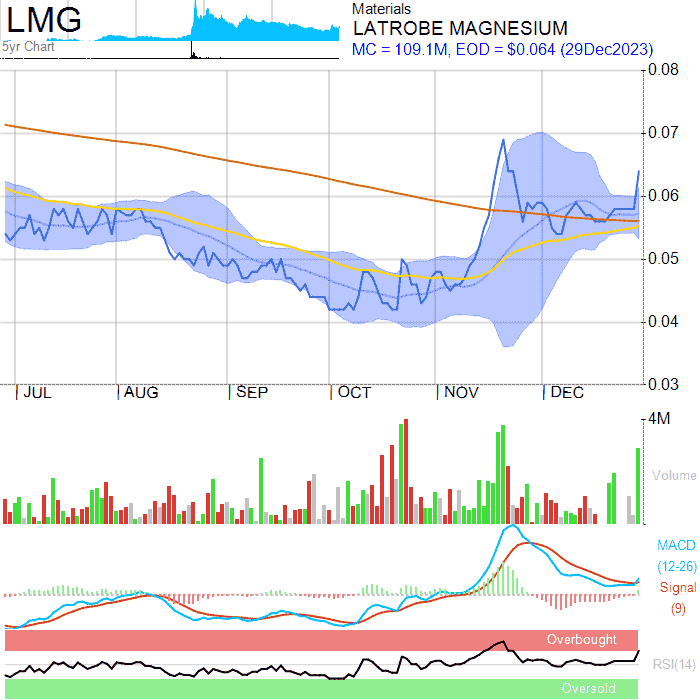 LMG
5yr Chart
Materials
LATROBE MAGNESIUM
MC = 109.1M, EOD = $0.064 (29Dec2023)
0.08
0.07
0.06
0.05
0.04
0.03
JUL AUG SEP OCT NOV DEC
4M
Volume
MACD
(12-26)
Signal
(9)
Overbought
RSI(14)
Oversold